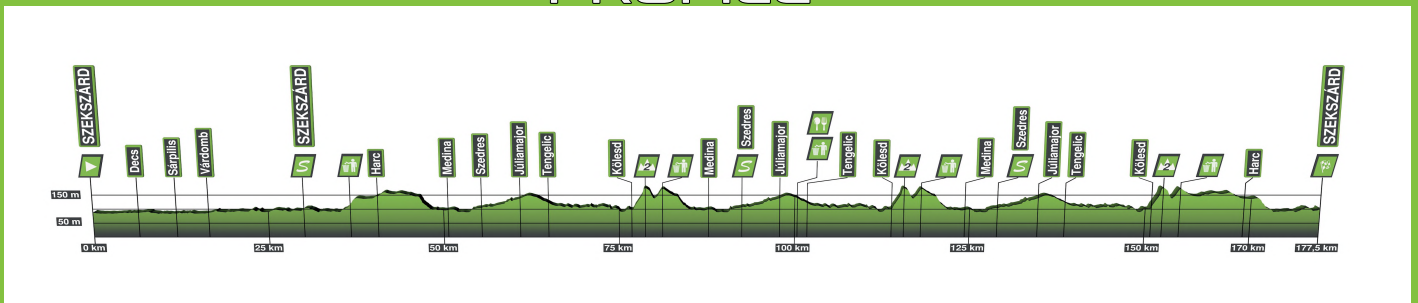 PROFILE
SZEKSZÁRD
Decs
Sárpilis
Várdomb
SZEKSZÁRD
S
Harc
Medina
Szedres
Júliamajor
Tengelic
Kölesd
2
Medina
Szedres
S
Júliamajor
Tengelic
Kölesd
2
Medina
Szedres
S
Júliamajor
Tengelic
Kölesd
2
Harc
SZEKSZÁRD
150 m
50 m
0 km
25 km
50 km
75 km
100 km
125 km
150 km
170 km
177,5 km